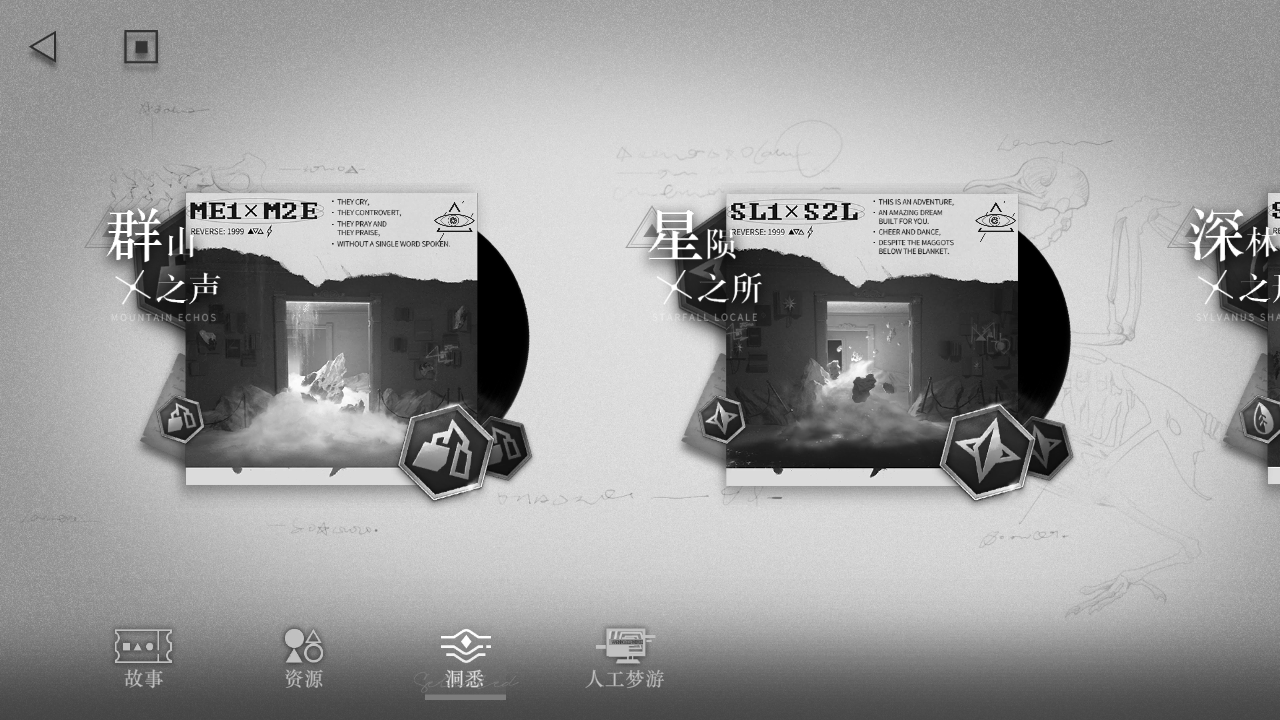 群山
之声
MOUNTAIN ECHOS
ME1×M2E
REVERSE: 1999
· THEY CRY,
· THEY CONTROVERT,
· THEY PRAY AND
THEY PRAISE,
· WITHOUT A SINGLE WORD SPOKEN.
星陨
之所
STARFALL LOCALE
SL1×S2L
REVERSE: 1999
· THIS IS AN ADVENTURE,
· AN AMAZING DREAM
BUILT FOR YOU.
· CHEER AND DANCE,
· DESPITE THE MAGGOTS
BELOW THE BLANKET.
深林
之
SYLVANUS SHA
故事
资源
洞悉
人工梦游